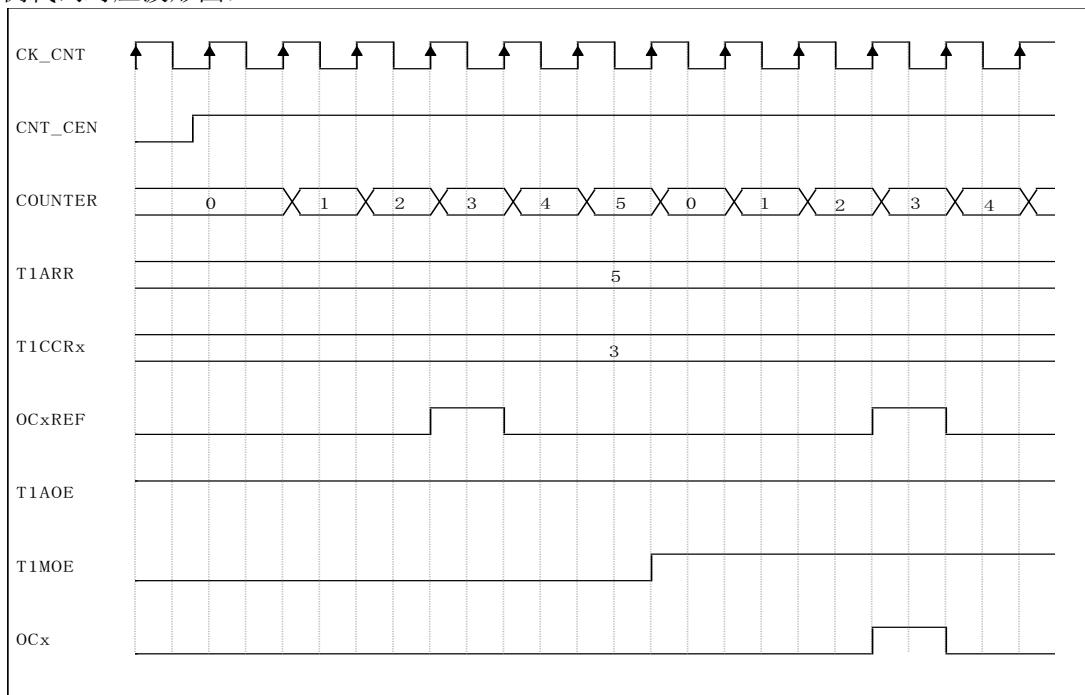 CK_CNT
CNT_CEN
COUNTER 0 1 2 3 4 5 0 1 2 3 4
T1ARR 5
T1CCRx 3
OCxREF
T1AOE
T1MOE
OCx